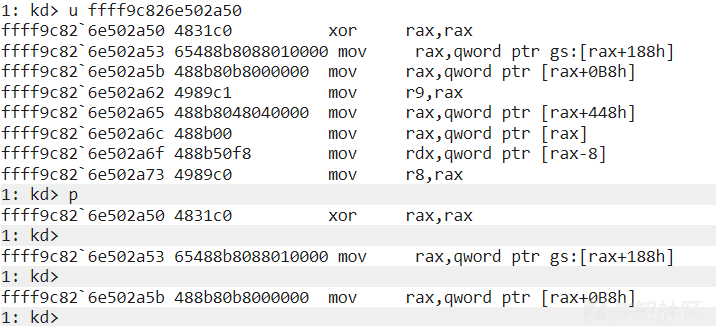 1: kd> u ffff9c826e502a50
ffff9c82`6e502a50 4831c0 xor rax,rax
ffff9c82`6e502a53 65488b8088010000 mov rax,qword ptr gs:[rax+188h]
ffff9c82`6e502a5b 488b80b8000000 mov rax,qword ptr [rax+0B8h]
ffff9c82`6e502a62 4989c1 mov r9,rax
ffff9c82`6e502a65 488b8048040000 mov rax,qword ptr [rax+448h]
ffff9c82`6e502a6c 488b00 mov rax,qword ptr [rax]
ffff9c82`6e502a6f 488b50f8 mov rdx,qword ptr [rax-8]
ffff9c82`6e502a73 4989c0 mov r8,rax
1: kd> p
ffff9c82`6e502a50 4831c0 xor rax,rax
1: kd>
ffff9c82`6e502a53 65488b8088010000 mov rax,qword ptr gs:[rax+188h]
1: kd>
ffff9c82`6e502a5b 488b80b8000000 mov rax,qword ptr [rax+0B8h]
1: kd>